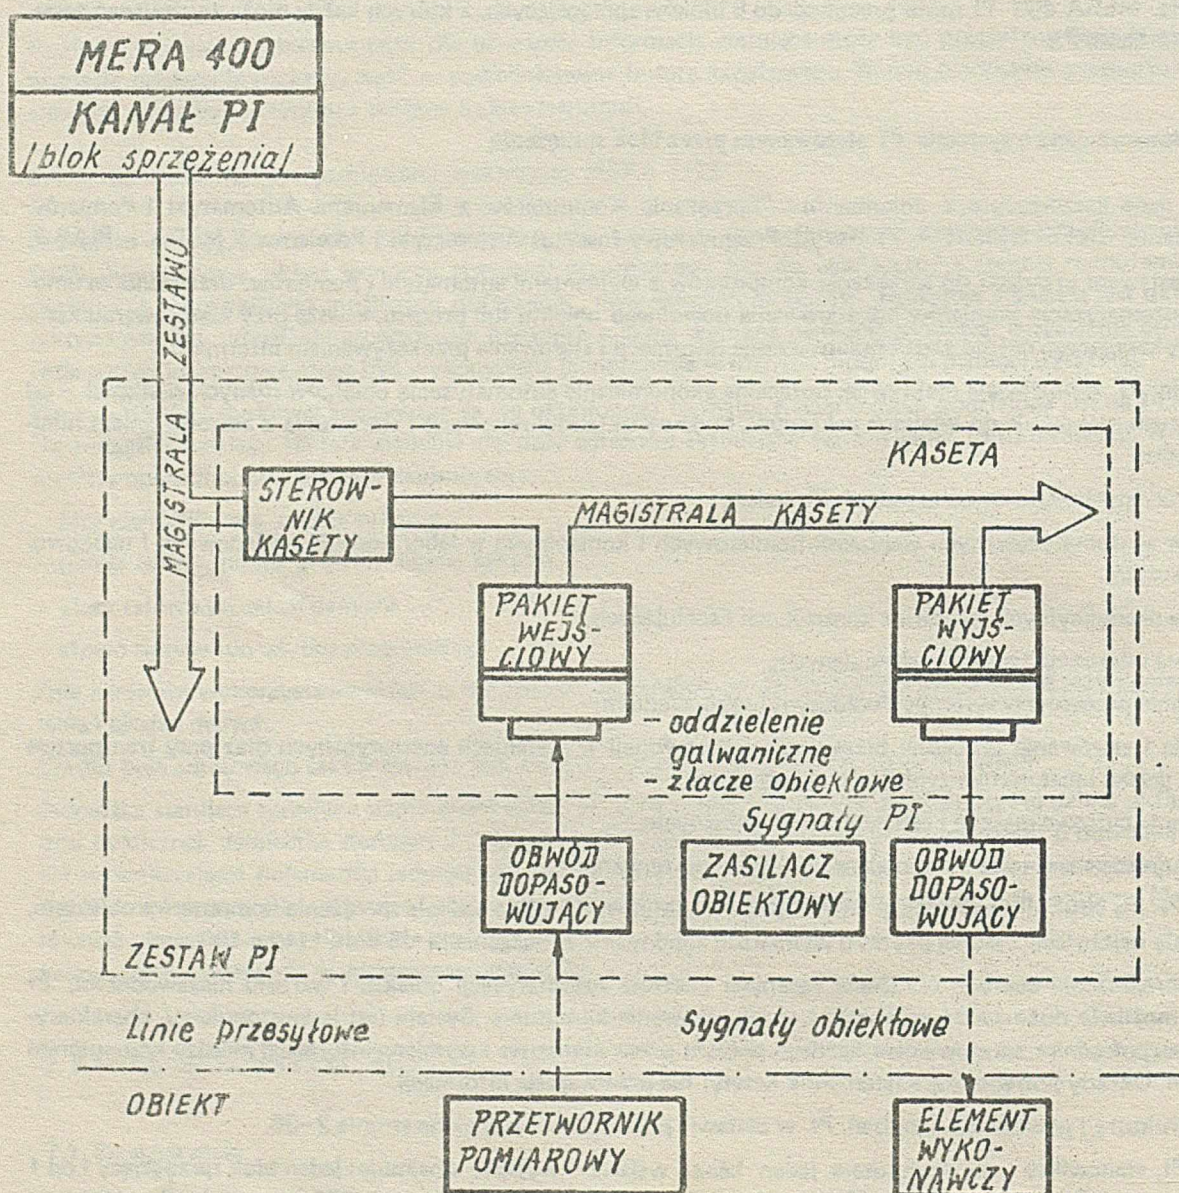 MERA 400
KANAŁ PI
/blok sprzężenia/
MAGISTRALA ZESTAWU
KASETA
STEROW-
NIK
KASETY
MAGISTRALA KASETY
PAKIET
WEJŚ-
CIOWY
PAKIET
WYJŚ-
CIOWY
- oddzielenie
galwaniczne
- złącze obiektowe
Sygnały PI
OBWÓD
DOPASO-
WUJĄCY
ZASILACZ
OBIEKTOWY
OBWÓD
DOPASO-
WUJĄCY
ZESTAW PI
Linie przesyłowe
Sygnały obiektowe
OBIEKT
PRZETWORNIK
POMIAROWY
ELEMENT
WYKO-
NAWCZY